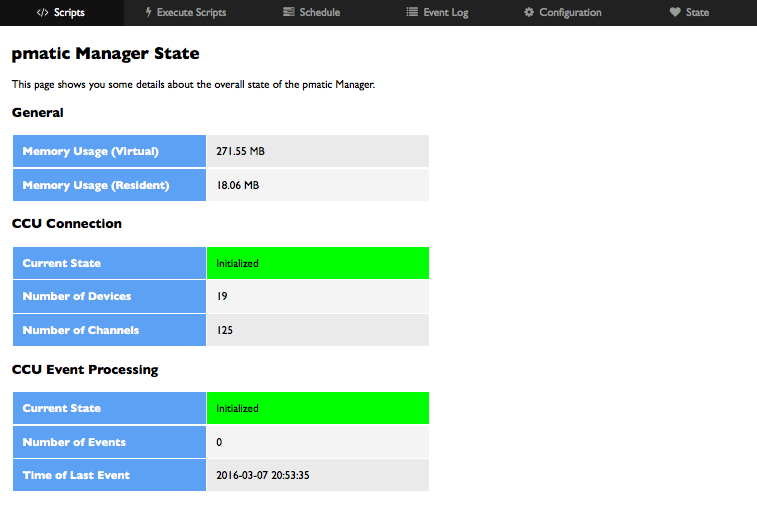 Scripts Execute Scripts Schedule Event Log Configuration State
pmatic Manager State
This page shows you some details about the overall state of the pmatic Manager.
General
Memory Usage (Virtual) 271.55 MB
Memory Usage (Resident) 18.06 MB
CCU Connection
Current State Initialized
Number of Devices 19
Number of Channels 125
CCU Event Processing
Current State Initialized
Number of Events 0
Time of Last Event 2016-03-07 20:53:35